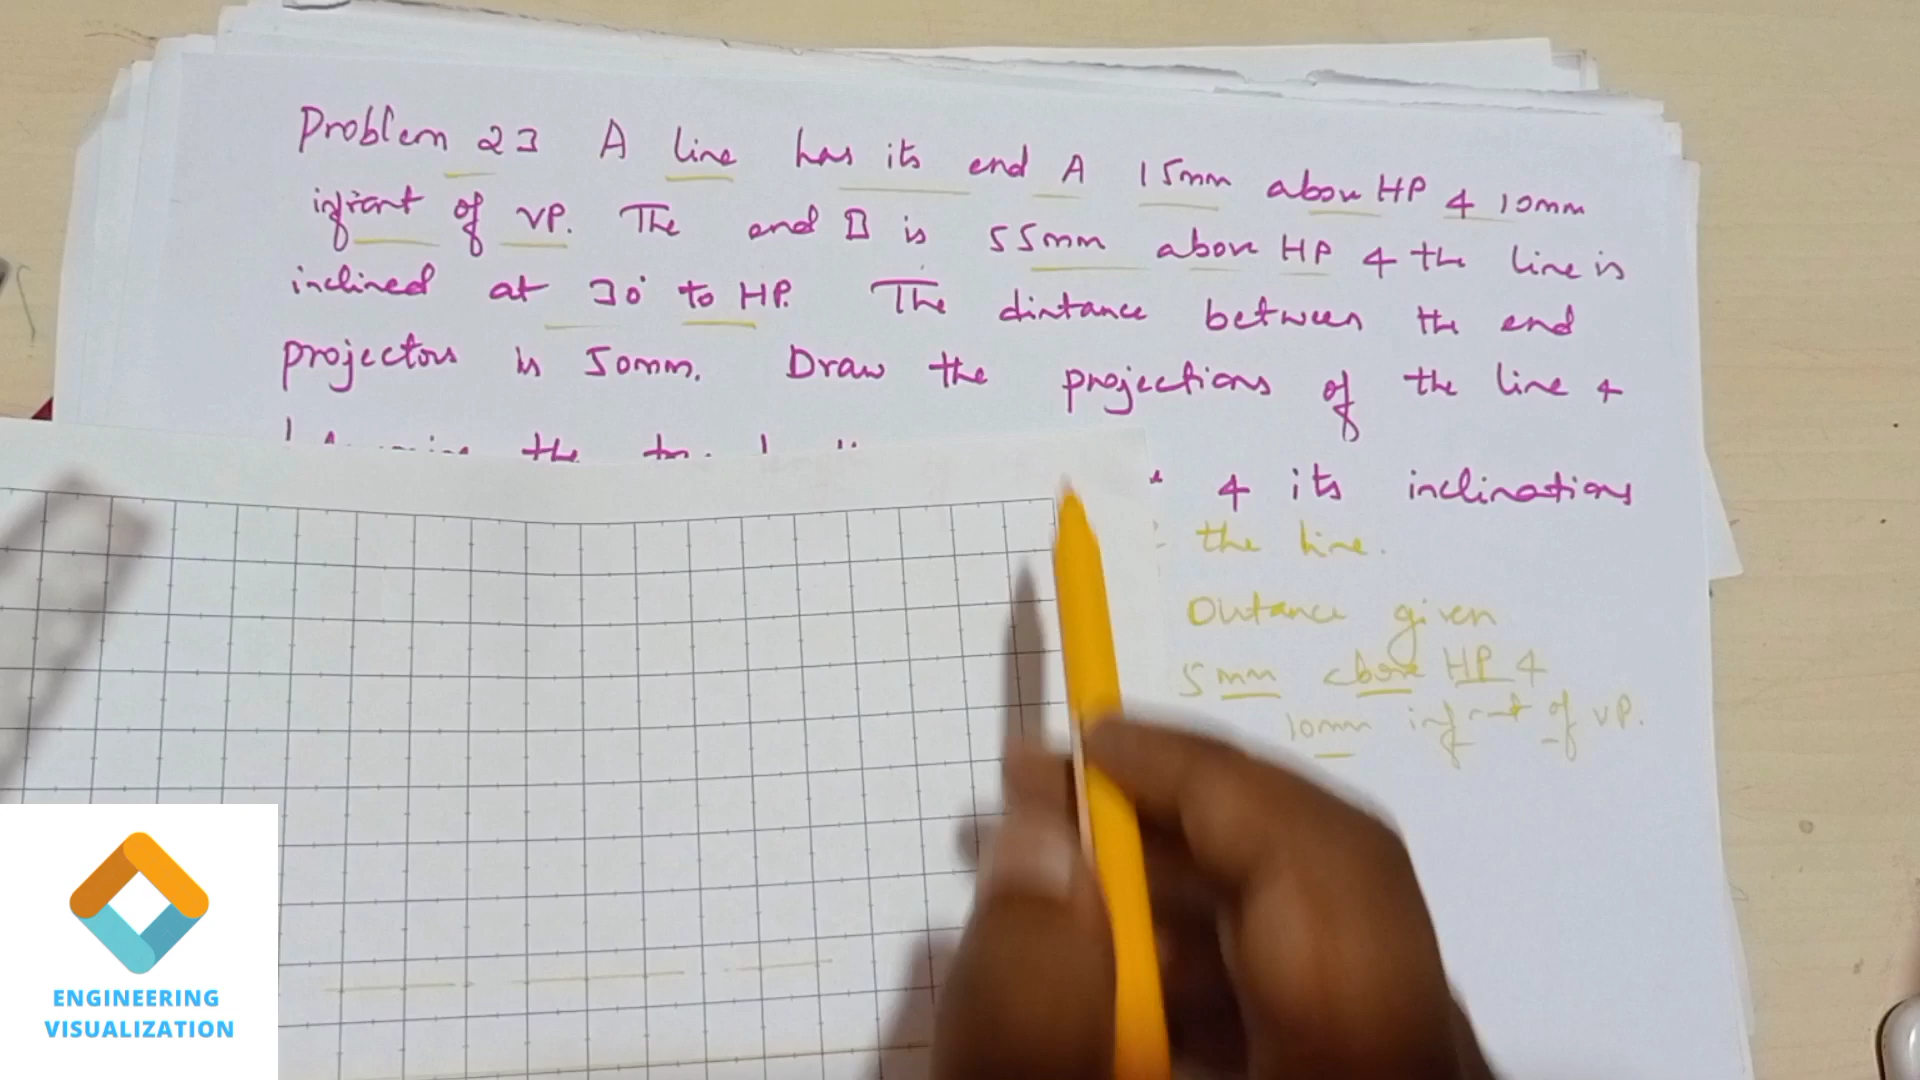 Problem 23 A line has its end A 15mm above HP & 10mm
infront of VP. The end B is 55mm above HP & the line is
inclined at 30° to HP. The distance between the end
projectors is 50mm. Draw the projections of the line &
the
& its inclinations
the line.
Distance given
5mm above HP &
10mm infront of VP.
ENGINEERING
VISUALIZATION